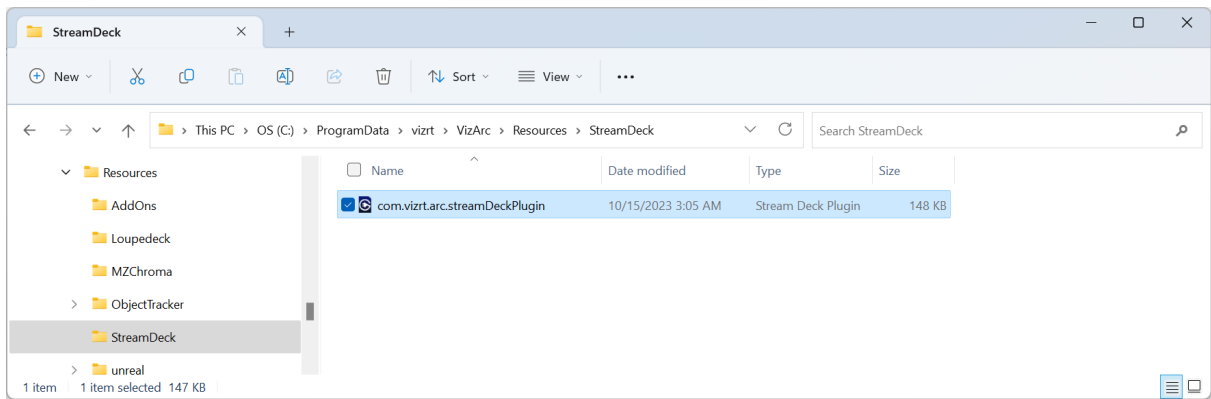 StreamDeck
New
Sort
View
This PC > OS (C:) > ProgramData > vizrt > VizArc > Resources > StreamDeck
Search StreamDeck
Resources
AddOns
Loupedeck
MZChroma
ObjectTracker
StreamDeck
unreal
Name Date modified Type Size
com.vizrt.arc.streamDeckPlugin 10/15/2023 3:05 AM Stream Deck Plugin 148 KB
1 item 1 item selected 147 KB